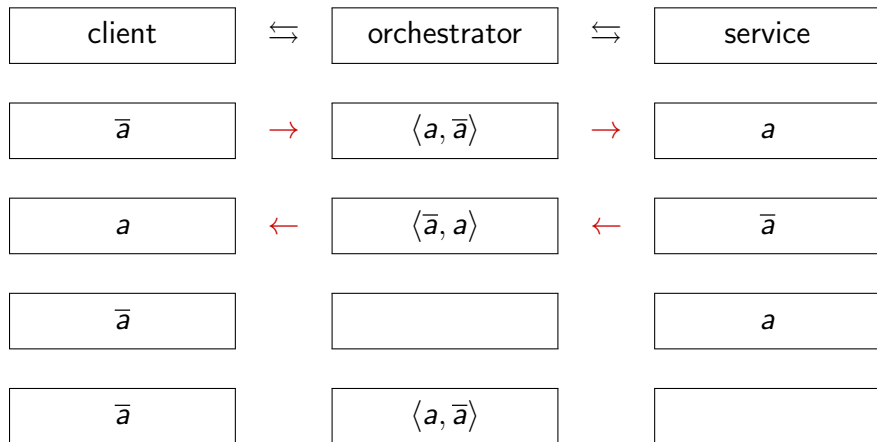 client ⇆ orchestrator ⇆ service
a̅ → ⟨a, a̅⟩ → a
a ← ⟨a̅, a⟩ ← a̅
a̅ a
a̅ ⟨a, a̅⟩